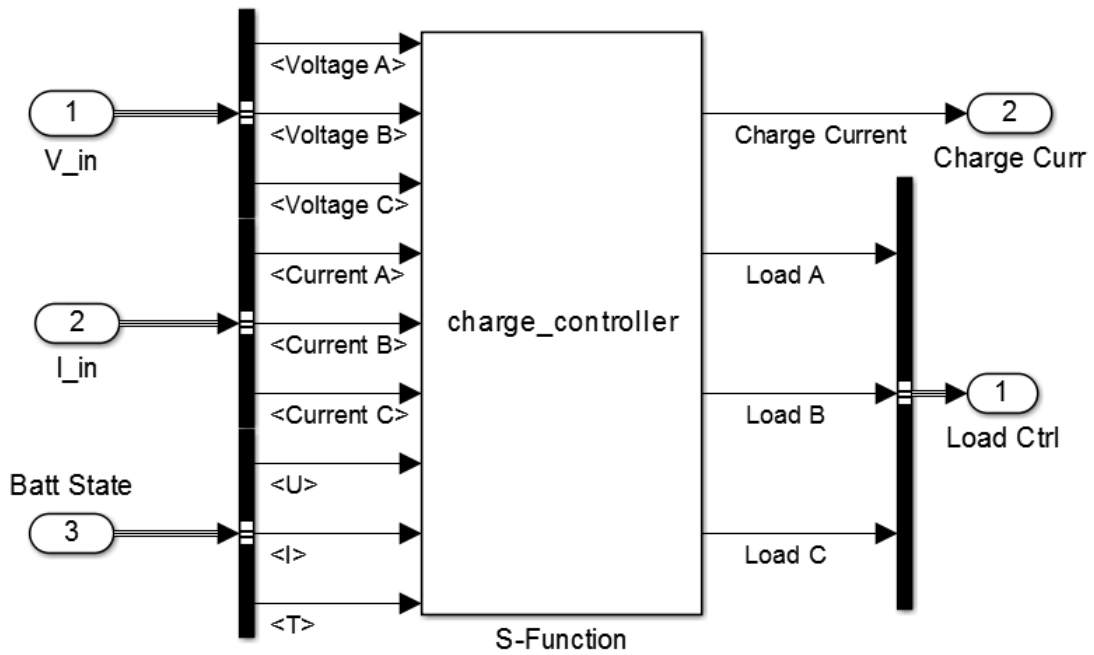 1
V_in
2
I_in
Batt State
3
<Voltage A>
<Voltage B>
<Voltage C>
<Current A>
<Current B>
<Current C>
<U>
<I>
<T>
charge_controller
S-Function
Charge Current
Load A
Load B
Load C
2
Charge Curr
1
Load Ctrl